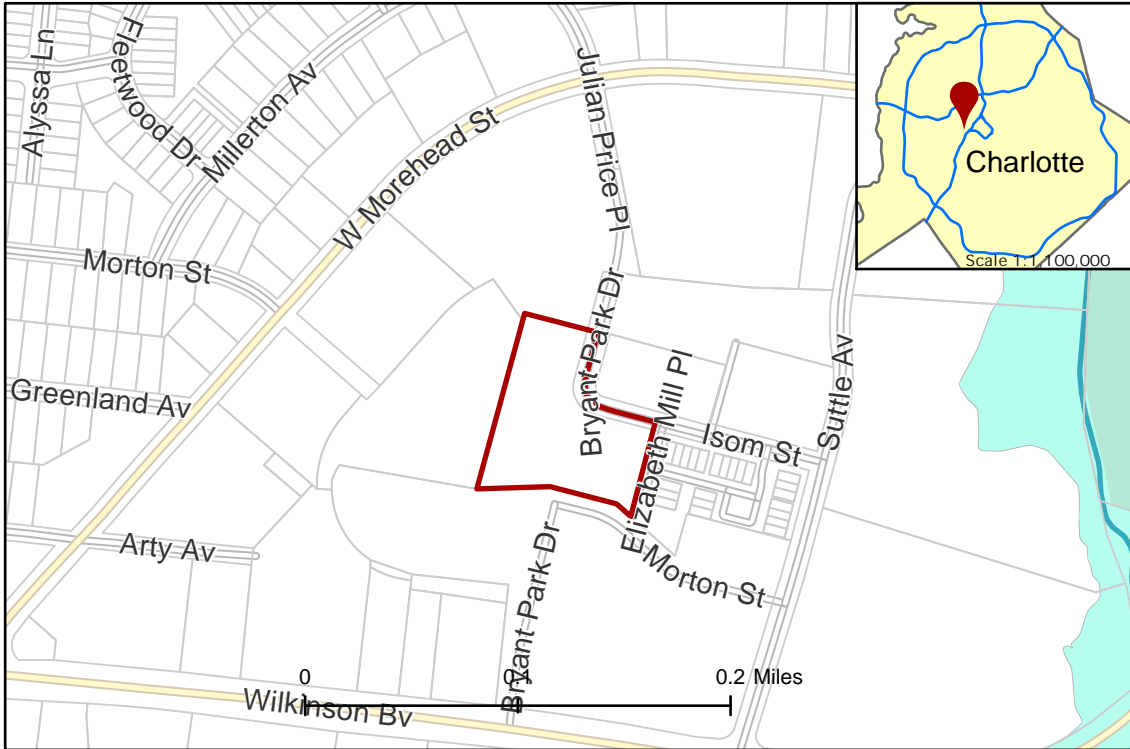 Alyssa Ln
Fleetwood Dr
Millerton Av
W Morehead St
Julian Price Pl
Charlotte
Scale 1:1,100,000
Morton St
Greenland Av
Bryant Park Dr
Elizabeth Mill Pl
Isom St
Suttle Av
Arty Av
Bryant Park Dr
Morton St
Wilkinson Bv
0
0.1
0.2 Miles